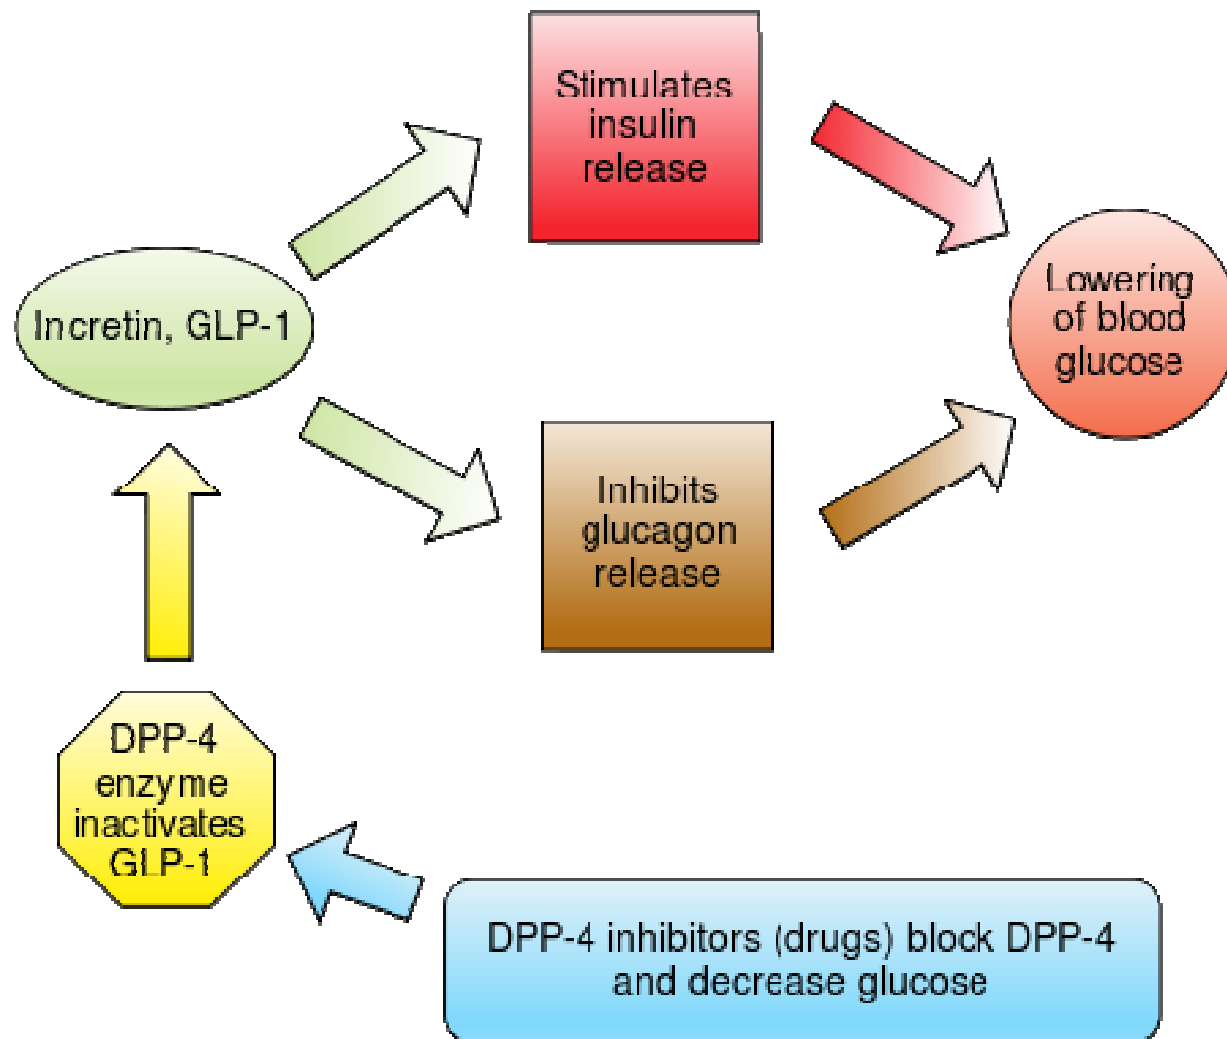 Stimulates
insulin
release
Incretin, GLP-1
Lowering
of blood
glucose
Inhibits
glucagon
release
DPP-4
enzyme
inactivates
GLP-1
DPP-4 inhibitors (drugs) block DPP-4
and decrease glucose